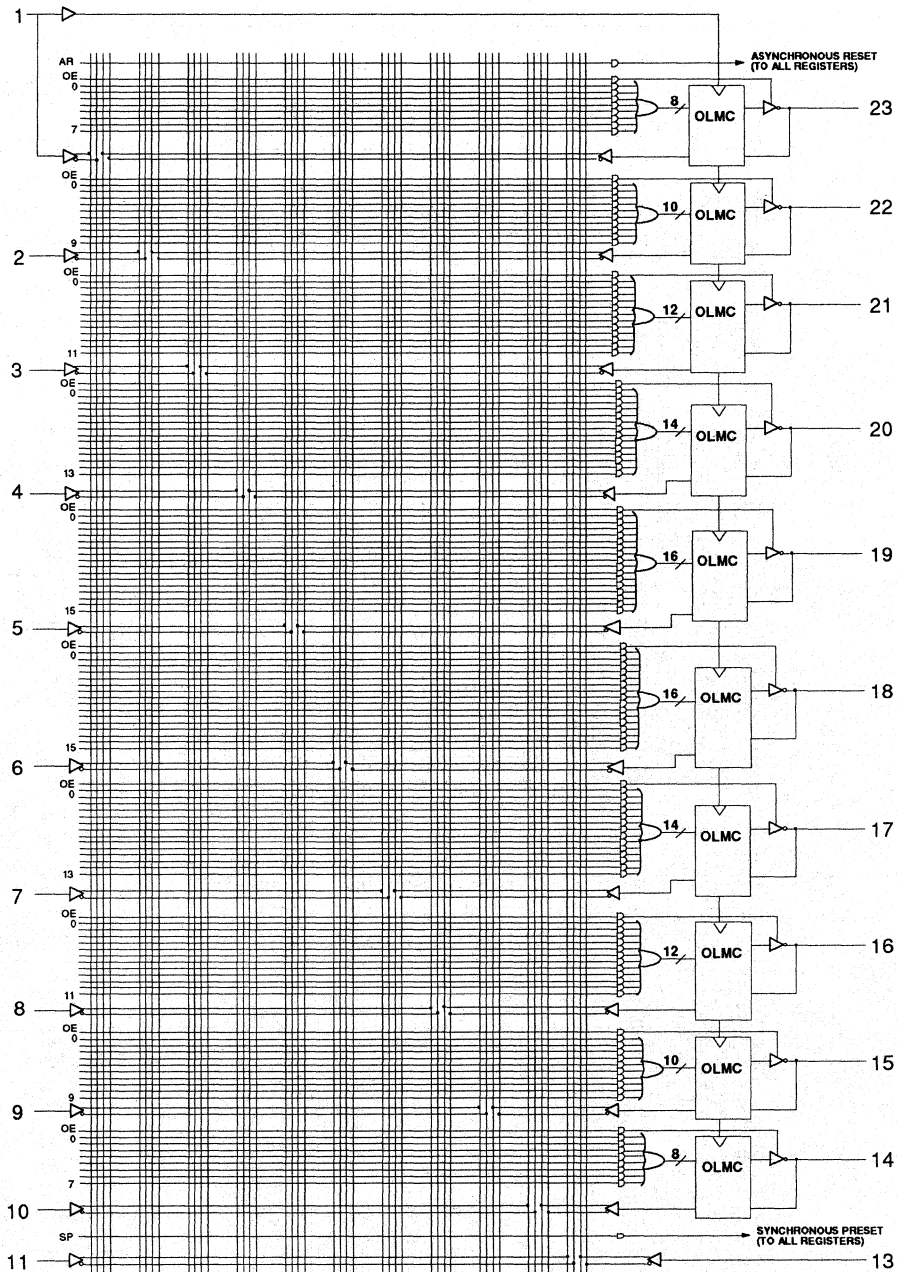 1
AR
ASYNCHRONOUS RESET
(TO ALL REGISTERS)
OE
0
8
OLMC
23
7
OE
0
10
OLMC
22
9
2
OE
0
12
OLMC
21
11
3
OE
0
14
OLMC
20
13
4
OE
0
16
OLMC
19
15
5
OE
0
16
OLMC
18
15
6
OE
0
14
OLMC
17
13
7
OE
0
12
OLMC
16
11
8
OE
0
10
OLMC
15
9
9
OE
0
8
OLMC
14
7
10
SP
SYNCHRONOUS PRESET
(TO ALL REGISTERS)
11
13